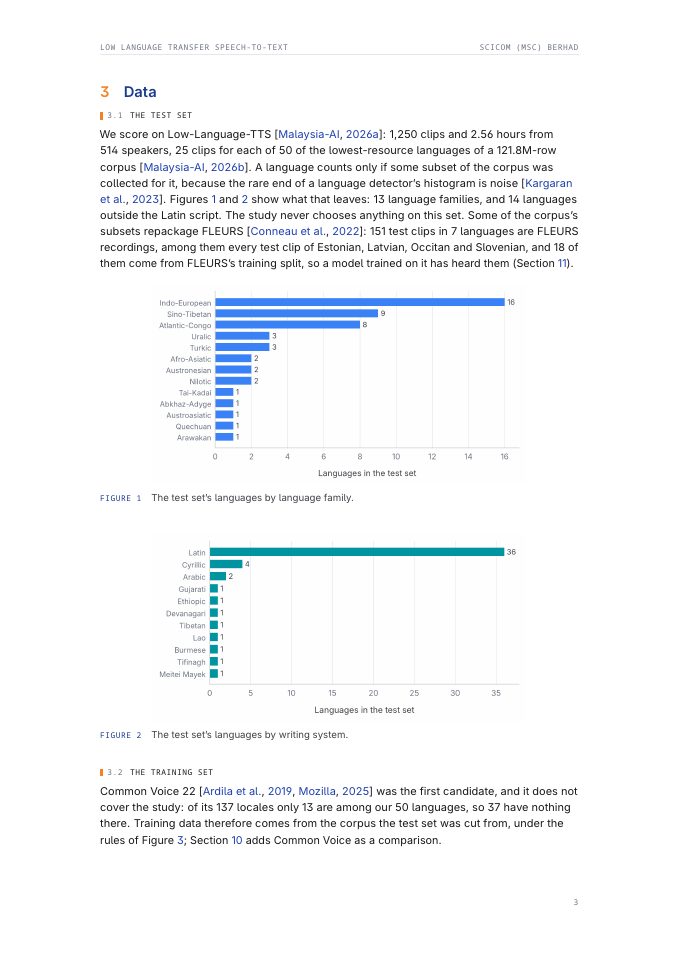 LOW LANGUAGE TRANSFER SPEECH-TO-TEXT
SCICOM (MSC) BERHAD
3 Data
3.1 THE TEST SET
We score on Low-Language-TTS [Malaysia-AI, 2026a]: 1,250 clips and 2.56 hours from
514 speakers, 25 clips for each of 50 of the lowest-resource languages of a 121.8M-row
corpus [Malaysia-AI, 2026b]. A language counts only if some subset of the corpus was
collected for it, because the rare end of a language detector's histogram is noise [Kargaran
et al., 2023]. Figures 1 and 2 show what that leaves: 13 language families, and 14 languages
outside the Latin script. The study never chooses anything on this set. Some of the corpus's
subsets repackage FLEURS [Conneau et al., 2022]: 151 test clips in 7 languages are FLEURS
recordings, among them every test clip of Estonian, Latvian, Occitan and Slovenian, and 18 of
them come from FLEURS's training split, so a model trained on it has heard them (Section 11).
Indo-European 16
Sino-Tibetan 9
Atlantic-Congo 8
Uralic 3
Turkic 3
Afro-Asiatic 2
Austronesian 2
Nilotic 2
Tai-Kadai 1
Abkhaz-Adyge 1
Austroasiatic 1
Quechuan 1
Arawakan 1
0 2 4 6 8 10 12 14 16
Languages in the test set
FIGURE 1 The test set's languages by language family.
Latin 36
Cyrillic 4
Arabic 2
Gujarati 1
Ethiopic 1
Devanagari 1
Tibetan 1
Lao 1
Burmese 1
Tifinagh 1
Meitei Mayek 1
0 5 10 15 20 25 30 35
Languages in the test set
FIGURE 2 The test set's languages by writing system.
3.2 THE TRAINING SET
Common Voice 22 [Ardila et al., 2019, Mozilla, 2025] was the first candidate, and it does not
cover the study: of its 137 locales only 13 are among our 50 languages, so 37 have nothing
there. Training data therefore comes from the corpus the test set was cut from, under the
rules of Figure 3; Section 10 adds Common Voice as a comparison.
3